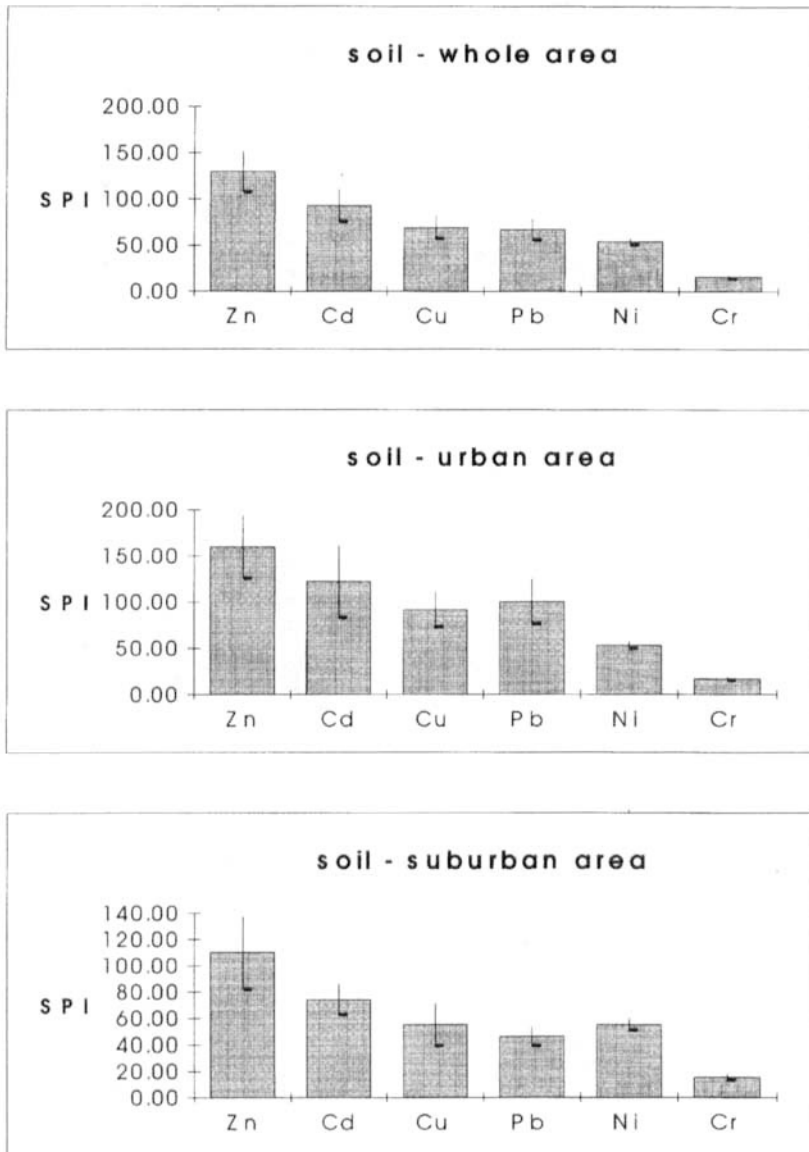 soil - whole area
200.00
150.00
SPI 100.00
50.00
0.00
Zn Cd Cu Pb Ni Cr
soil - urban area
200.00
150.00
SPI 100.00
50.00
0.00
Zn Cd Cu Pb Ni Cr
soil - suburban area
140.00
120.00
100.00
80.00
SPI 60.00
40.00
20.00
0.00
Zn Cd Cu Pb Ni Cr